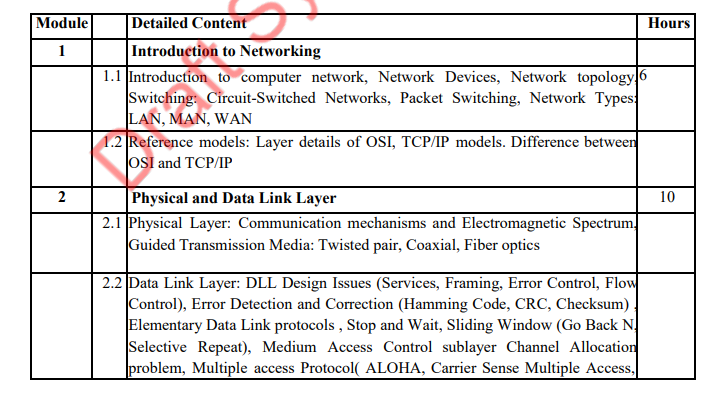 Module Detailed Content Hours
1 Introduction to Networking
1.1 Introduction to computer network, Network Devices, Network topology, 6
Switching: Circuit-Switched Networks, Packet Switching, Network Types:
LAN, MAN, WAN
1.2 Reference models: Layer details of OSI, TCP/IP models. Difference between
OSI and TCP/IP
2 Physical and Data Link Layer 10
2.1 Physical Layer: Communication mechanisms and Electromagnetic Spectrum,
Guided Transmission Media: Twisted pair, Coaxial, Fiber optics
2.2 Data Link Layer: DLL Design Issues (Services, Framing, Error Control, Flow
Control), Error Detection and Correction (Hamming Code, CRC, Checksum) ,
Elementary Data Link protocols , Stop and Wait, Sliding Window (Go Back N,
Selective Repeat), Medium Access Control sublayer Channel Allocation
problem, Multiple access Protocol( ALOHA, Carrier Sense Multiple Access,
Draft